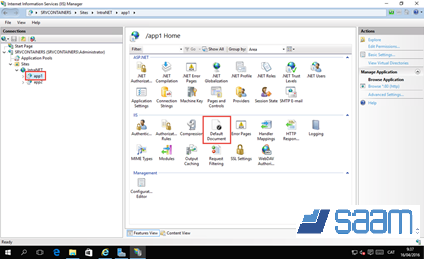 Internet Information Services (IIS) Manager
SRVCONTAINERS
Sites
IntraNET
app1
File
View
Help
Connections
Start Page
SRVCONTAINERS (SRVCONTAINERS\Administrator)
Application Pools
Sites
IntraNET
app1
/app1 Home
Filter:
Go
Show All
Group by:
Area
ASP.NET
.NET Authorization
.NET Compilation
.NET Error Pages
.NET Globalization
.NET Profile
.NET Roles
.NET Trust Levels
.NET Users
Application Settings
Connection Strings
Machine Key
Pages and Controls
Providers
Session State
SMTP E-mail
IIS
Authentic...
Authorizat... Rules
Compression
Default Document
Error Pages
Handler Mappings
HTTP Respon...
Logging
MIME Types
Modules
Output Caching
Request Filtering
SSL Settings
WebDAV Authori...
Management
Configurat... Editor
Features View
Content View
Ready
Actions
Explore
Edit Permissions...
Basic Settings...
View Virtual Directories
Manage Application
Browse Application
Browse *:100 (http)
Advanced Settings...
Help
saam
CAT
9:37
18/04/2016